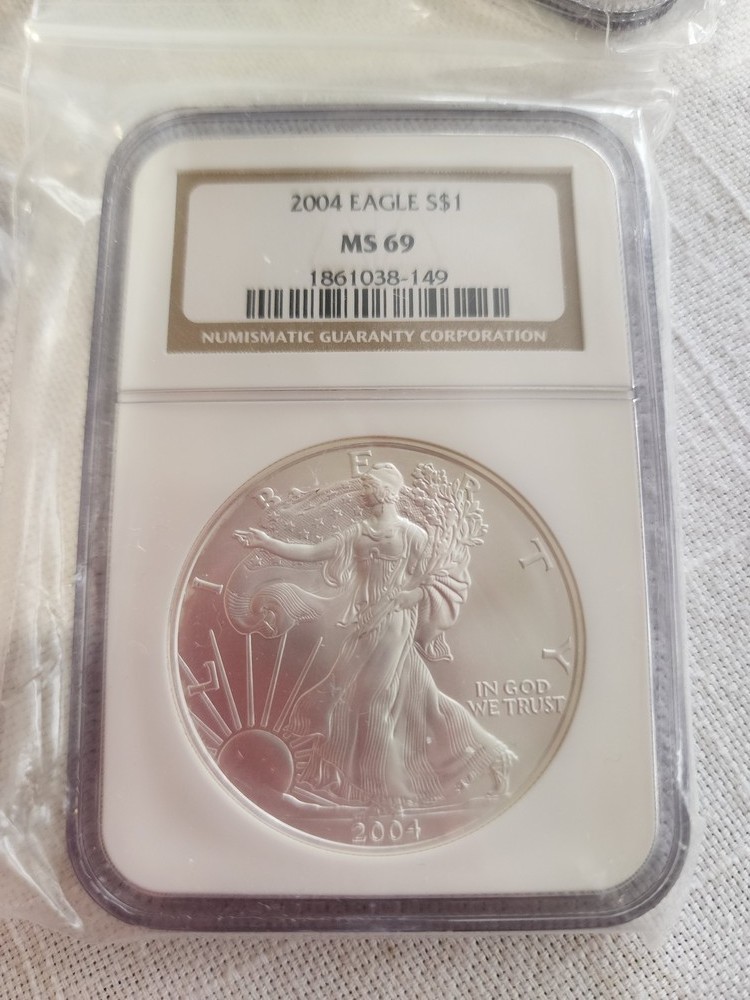 2004 EAGLE S$1
MS 69
1861038-149
NUMISMATIC GUARANTY CORPORATION
LIBERTY
IN GOD
WE TRUST
2004